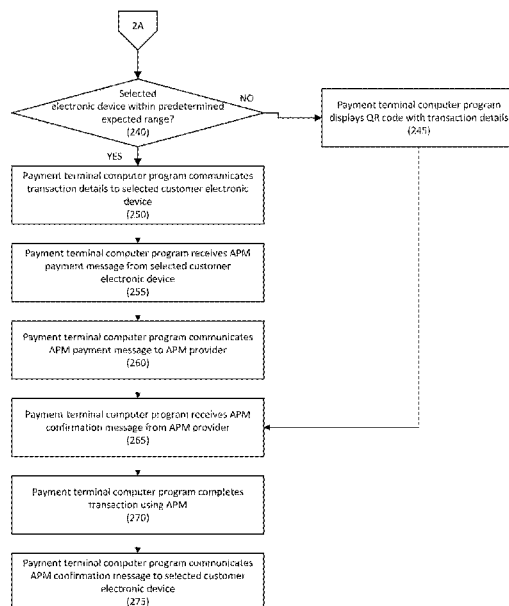 2A
Selected
electronic device within predetermined
expected range?
(240)
NO
YES
Payment terminal computer program
displays QR code with transaction details
(245)
Payment terminal computer program communicates
transaction details to selected customer electronic
device
(250)
Payment terminal computer program receives APM
payment message from selected customer
electronic device
(255)
Payment terminal computer program communicates
APM payment message to APM provider
(260)
Payment terminal computer program receives APM
confirmation message from APM provider
(265)
Payment terminal computer program completes
transaction using APM
(270)
Payment terminal computer program communicates
APM confirmation message to selected customer
electronic device
(275)